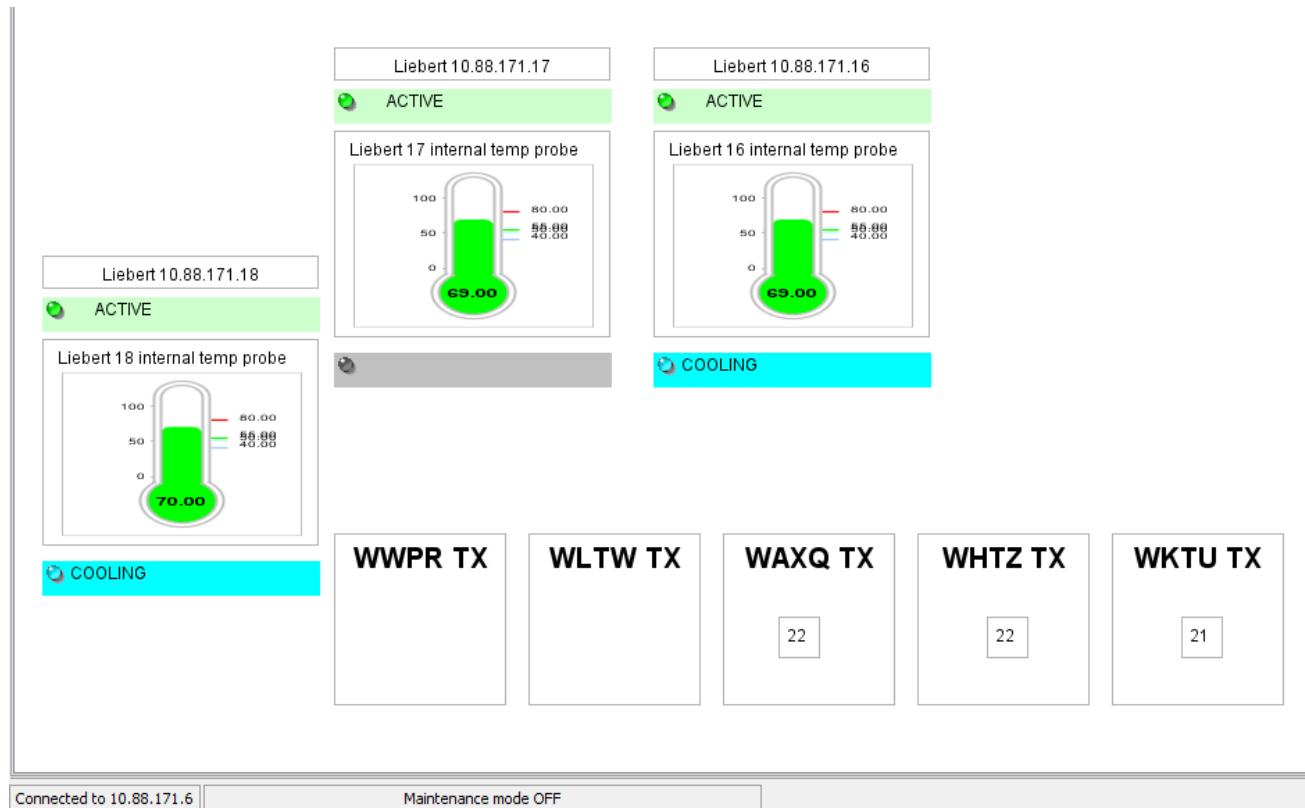 Liebert 10.88.171.17
Liebert 10.88.171.16
ACTIVE
ACTIVE
Liebert 17 internal temp probe
Liebert 16 internal temp probe
100
80.00
50
40.00
0
69.00
100
80.00
50
40.00
0
69.00
Liebert 10.88.171.18
ACTIVE
COOLING
Liebert 18 internal temp probe
100
80.00
50
40.00
0
70.00
COOLING
WWPR TX
WLTW TX
WAXQ TX
WHTZ TX
WKTU TX
22
22
21
Connected to 10.88.171.6
Maintenance mode OFF